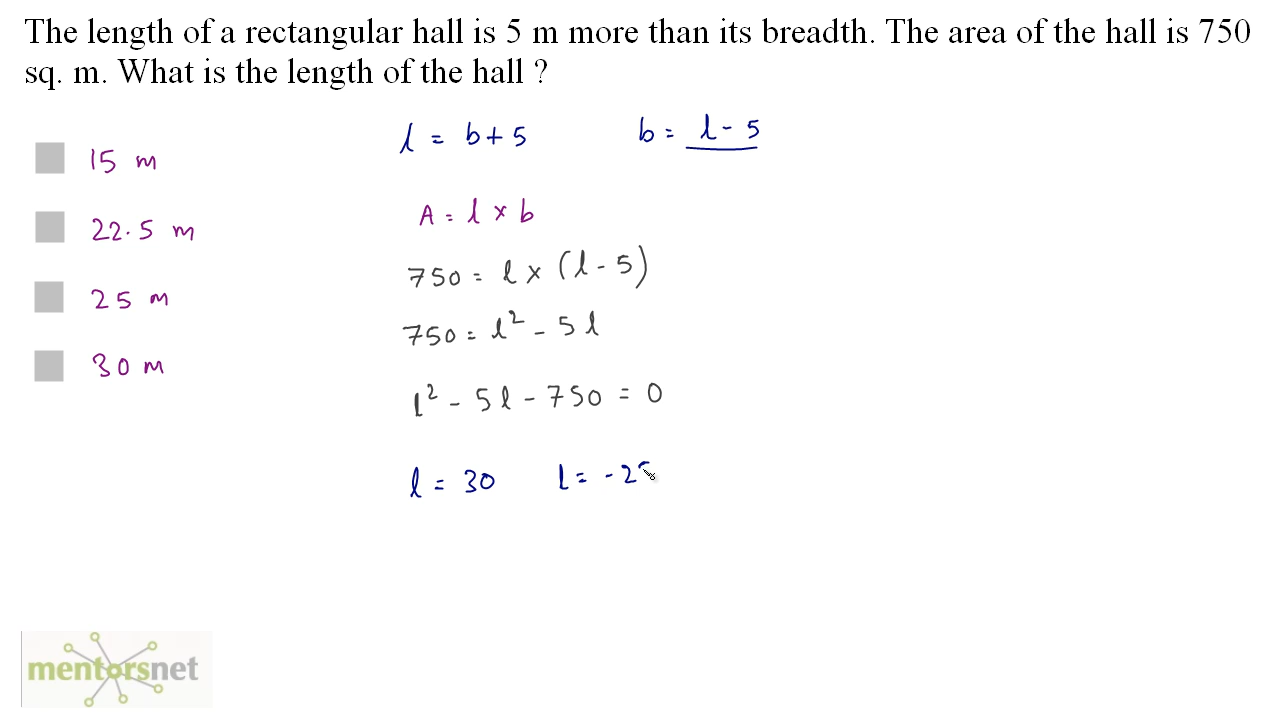 The length of a rectangular hall is 5 m more than its breadth. The area of the hall is 750
sq. m. What is the length of the hall ?
l = b + 5
b = l - 5
15 m
22.5 m
25 m
30 m
A = l × b
750 = l × (l - 5)
750 = l² - 5l
l² - 5l - 750 = 0
l = 30
l = -2
mentorsnet